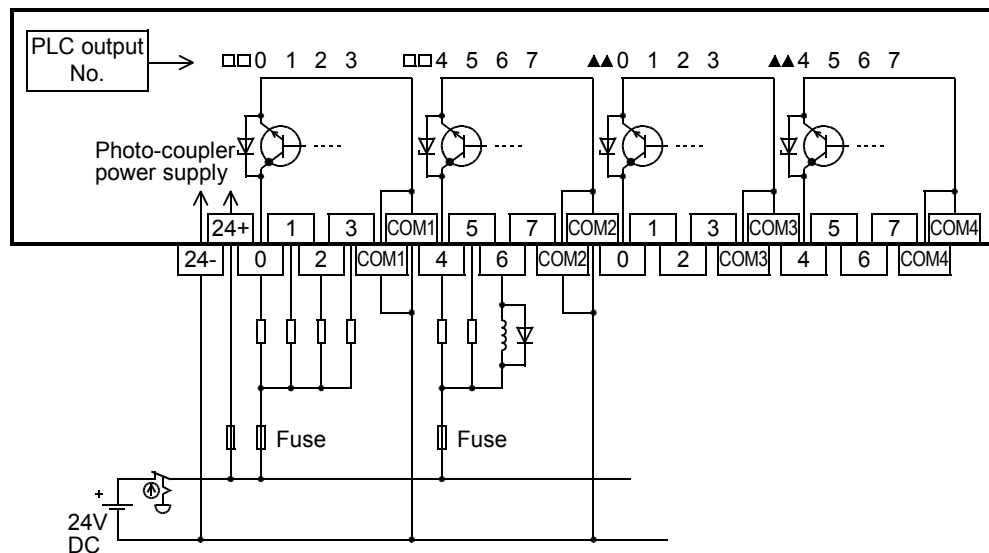 PLC output
No.
□□0 1 2 3 □□4 5 6 7 ▲▲0 1 2 3 ▲▲4 5 6 7
Photo-coupler
power supply
24+ 1 3 COM1 5 7 COM2 1 3 COM3 5 7 COM4
24- 0 2 COM1 4 6 COM2 0 2 COM3 4 6 COM4
Fuse Fuse
+
24V
DC